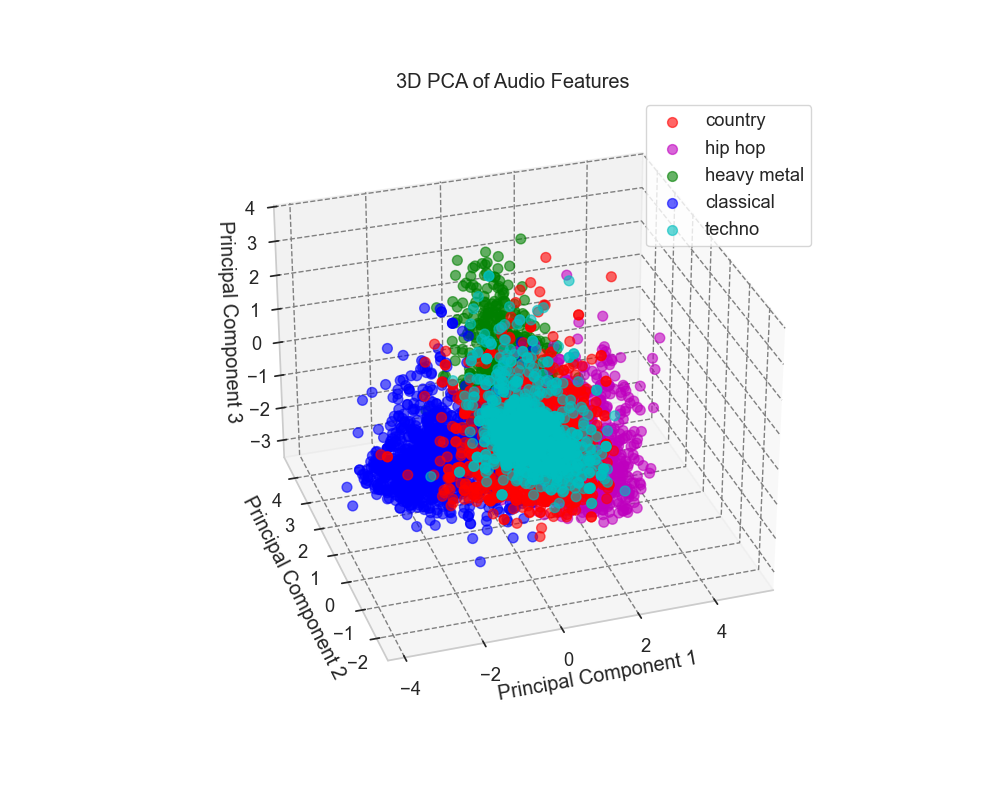 3D PCA of Audio Features
country
hip hop
heavy metal
classical
techno
4
3
2
1
0
−1
−2
−3
Principal Component 3
4
3
2
1
0
−1
−2
Principal Component 2
−4
−2
0
2
4
Principal Component 1